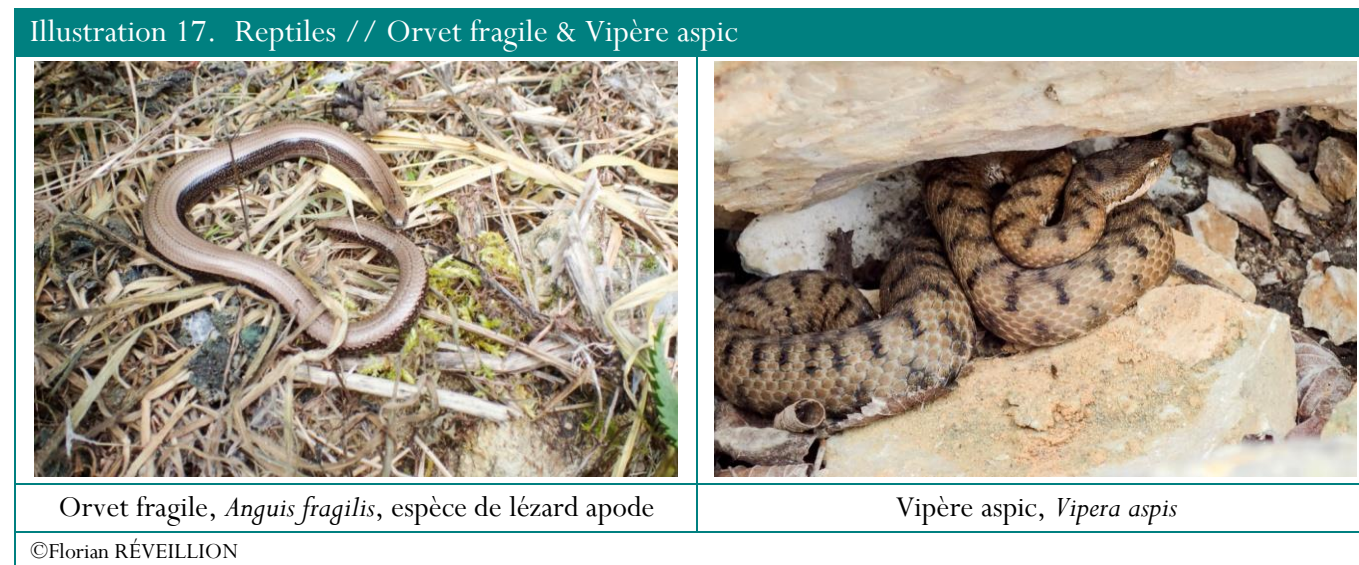 Illustration 17. Reptiles // Orvet fragile & Vipère aspic
Orvet fragile, Anguis fragilis, espèce de lézard apode
Vipère aspic, Vipera aspis
©Florian RÉVEILLION